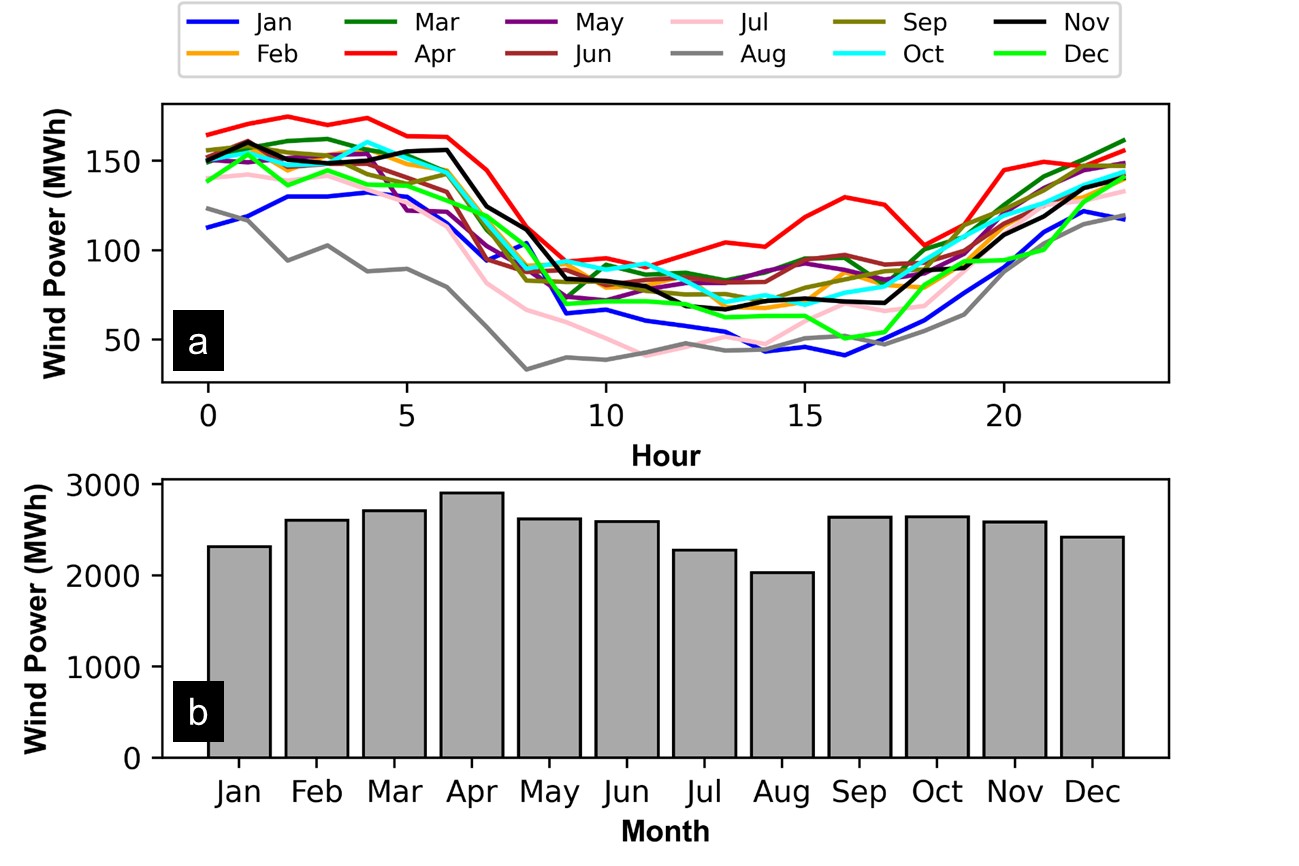 Jan Mar May Jul Sep Nov
Feb Apr Jun Aug Oct Dec
Wind Power (MWh)
150
100
50
a
0 5 10 15 20
Hour
Wind Power (MWh)
3000
2000
1000
0
b
Jan Feb Mar Apr May Jun Jul Aug Sep Oct Nov Dec
Month